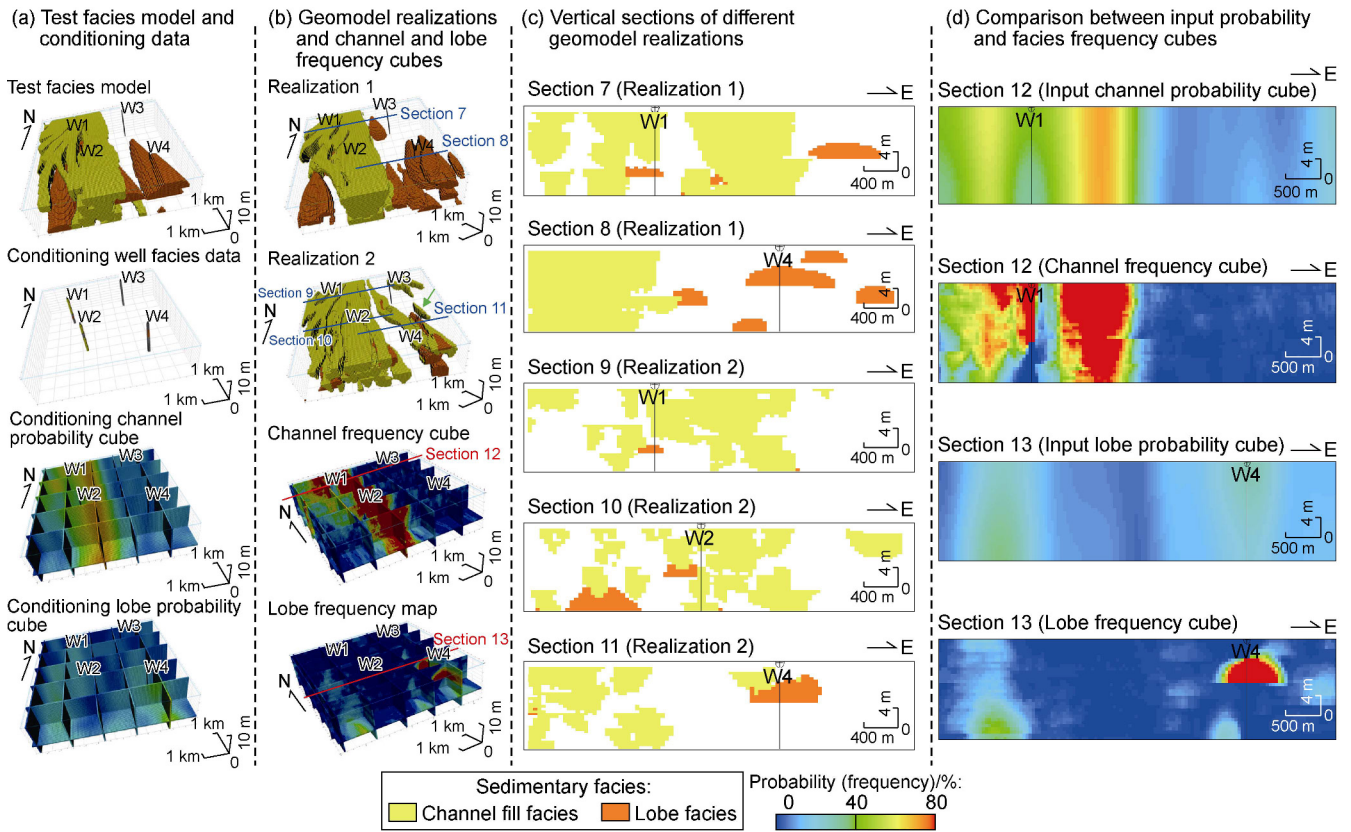 (a) Test facies model and
conditioning data
Test facies model
N
W1
W2
W3
W4
1 km
1 km
10 m
0
Conditioning well facies data
N
W1
W2
W3
W4
1 km
1 km
10 m
0
Conditioning channel
probability cube
N
W1
W2
W3
W4
1 km
1 km
10 m
0
Conditioning lobe probability
cube
N
W1
W2
W3
W4
1 km
1 km
10 m
0
(b) Geomodel realizations
and channel and lobe
frequency cubes
Realization 1
N
W1
W2
W3
W4
Section 7
Section 8
1 km
1 km
10 m
0
Realization 2
N
Section 9
W1
W2
W3
W4
Section 11
Section 10
1 km
1 km
10 m
0
Channel frequency cube
Section 12
N
W1
W2
W3
W4
1 km
1 km
10 m
0
Lobe frequency map
Section 13
N
W1
W2
W3
W4
1 km
1 km
10 m
0
(c) Vertical sections of different
geomodel realizations
Section 7 (Realization 1)
E
W1
4 m
400 m
0
Section 8 (Realization 1)
E
W4
4 m
400 m
0
Section 9 (Realization 2)
E
W1
4 m
400 m
0
Section 10 (Realization 2)
E
W2
4 m
400 m
0
Section 11 (Realization 2)
E
W4
4 m
400 m
0
(d) Comparison between input probability
and facies frequency cubes
E
Section 12 (Input channel probability cube)
W1
4 m
500 m
0
Section 12 (Channel frequency cube)
E
W1
4 m
500 m
0
Section 13 (Input lobe probability cube)
E
W4
4 m
500 m
0
Section 13 (Lobe frequency cube)
E
W4
4 m
500 m
0
Sedimentary facies:
Channel fill facies
Lobe facies
Probability (frequency)/%:
0 40 80